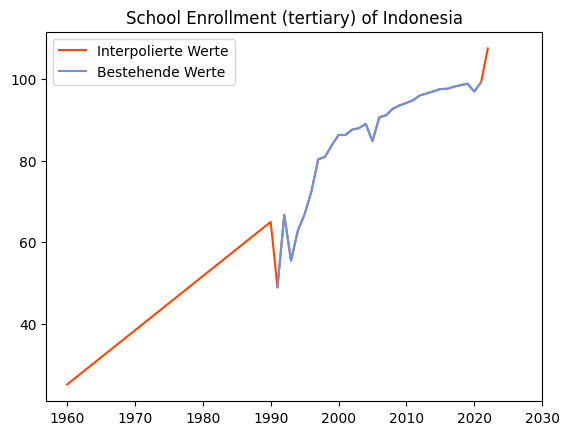 School Enrollment (tertiary) of Indonesia
Interpolierte Werte
Bestehende Werte
100
80
60
40
1960 1970 1980 1990 2000 2010 2020 2030